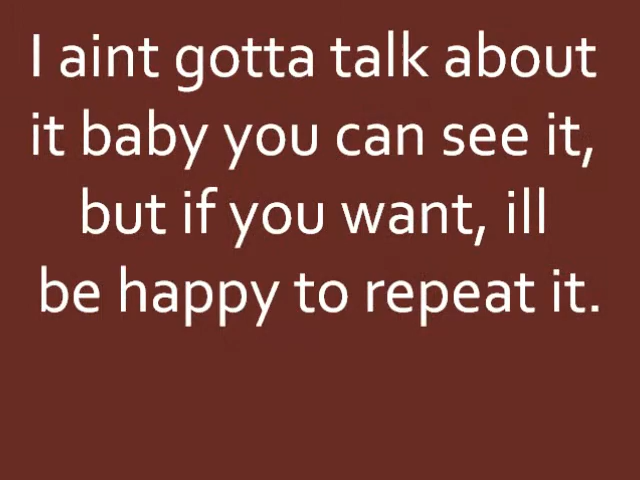 I aint gotta talk about
it baby you can see it,
but if you want, ill
be happy to repeat it.